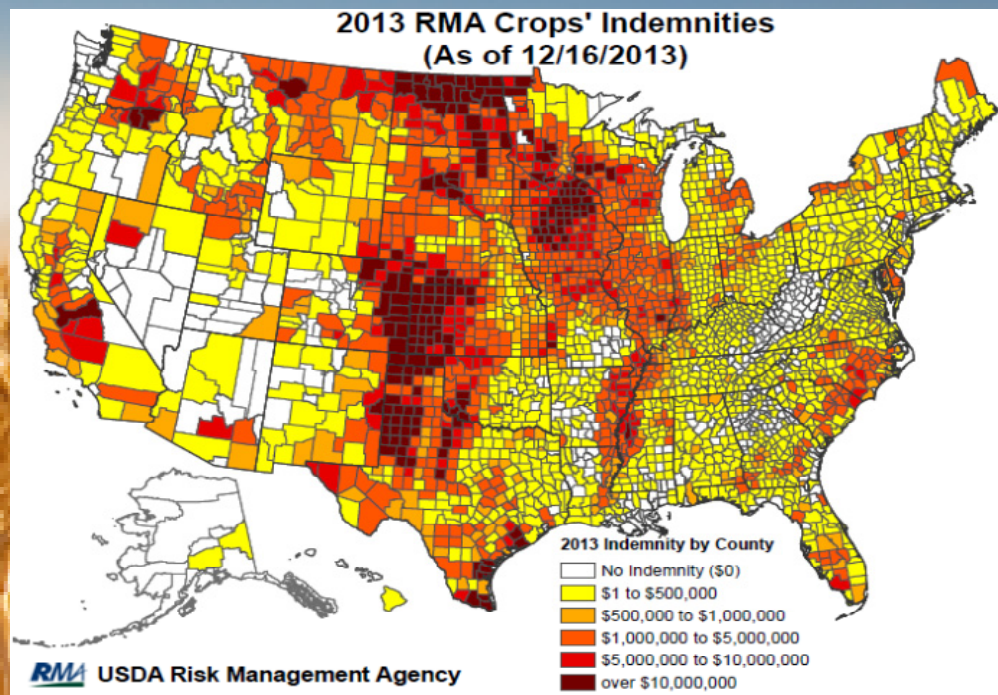 2013 RMA Crops' Indemnities
(As of 12/16/2013)
2013 Indemnity by County
No Indemnity ($0)
$1 to $500,000
$500,000 to $1,000,000
$1,000,000 to $5,000,000
$5,000,000 to $10,000,000
over $10,000,000
RMA USDA Risk Management Agency